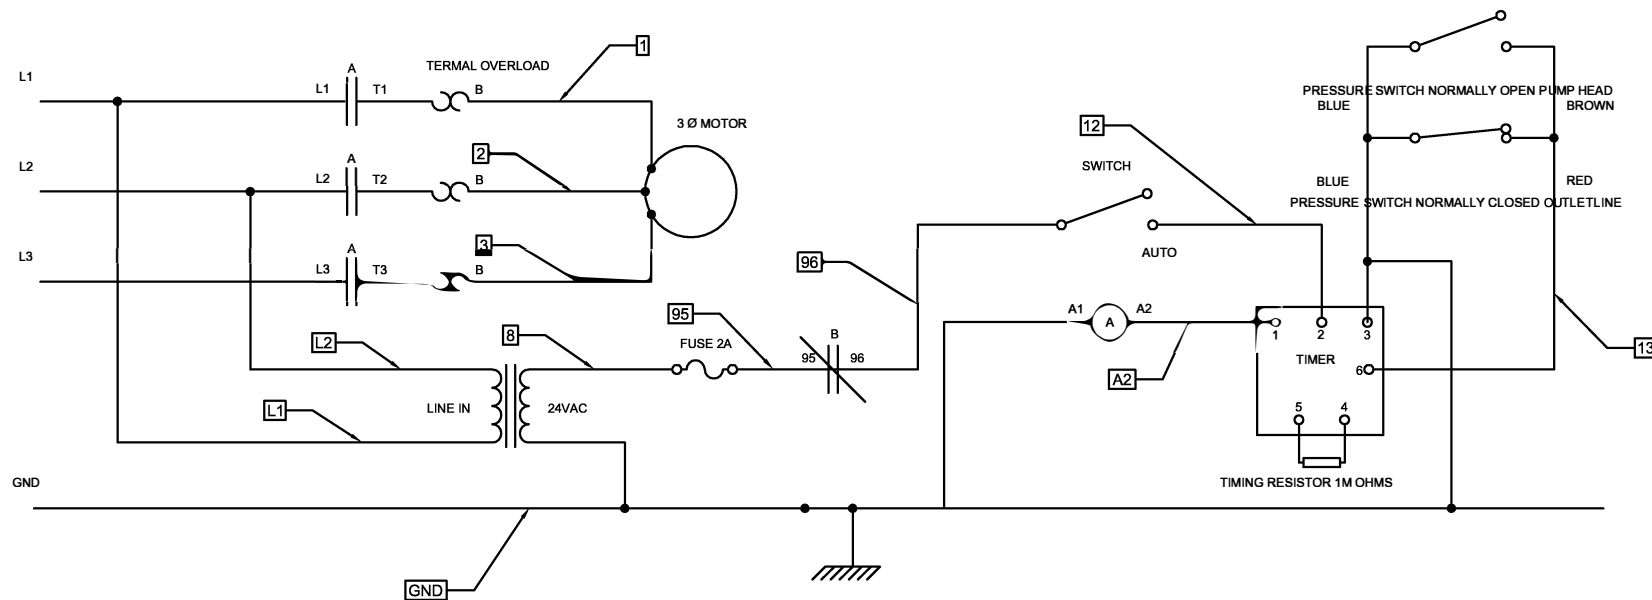 L1
A
L1
T1
TERMAL OVERLOAD
B
1
3 Ø MOTOR
L2
A
L2
T2
B
2
L3
A
L3
T3
B
3
PRESSURE SWITCH NORMALLY OPEN PUMP HEAD
BLUE
BROWN
12
SWITCH
BLUE
RED
PRESSURE SWITCH NORMALLY CLOSED OUTLETLINE
AUTO
96
95
8
L2
FUSE 2A
B
95
96
A1
A
A2
1
2
3
TIMER
6
13
A2
L1
LINE IN
24VAC
5
4
TIMING RESISTOR 1M OHMS
GND
GND